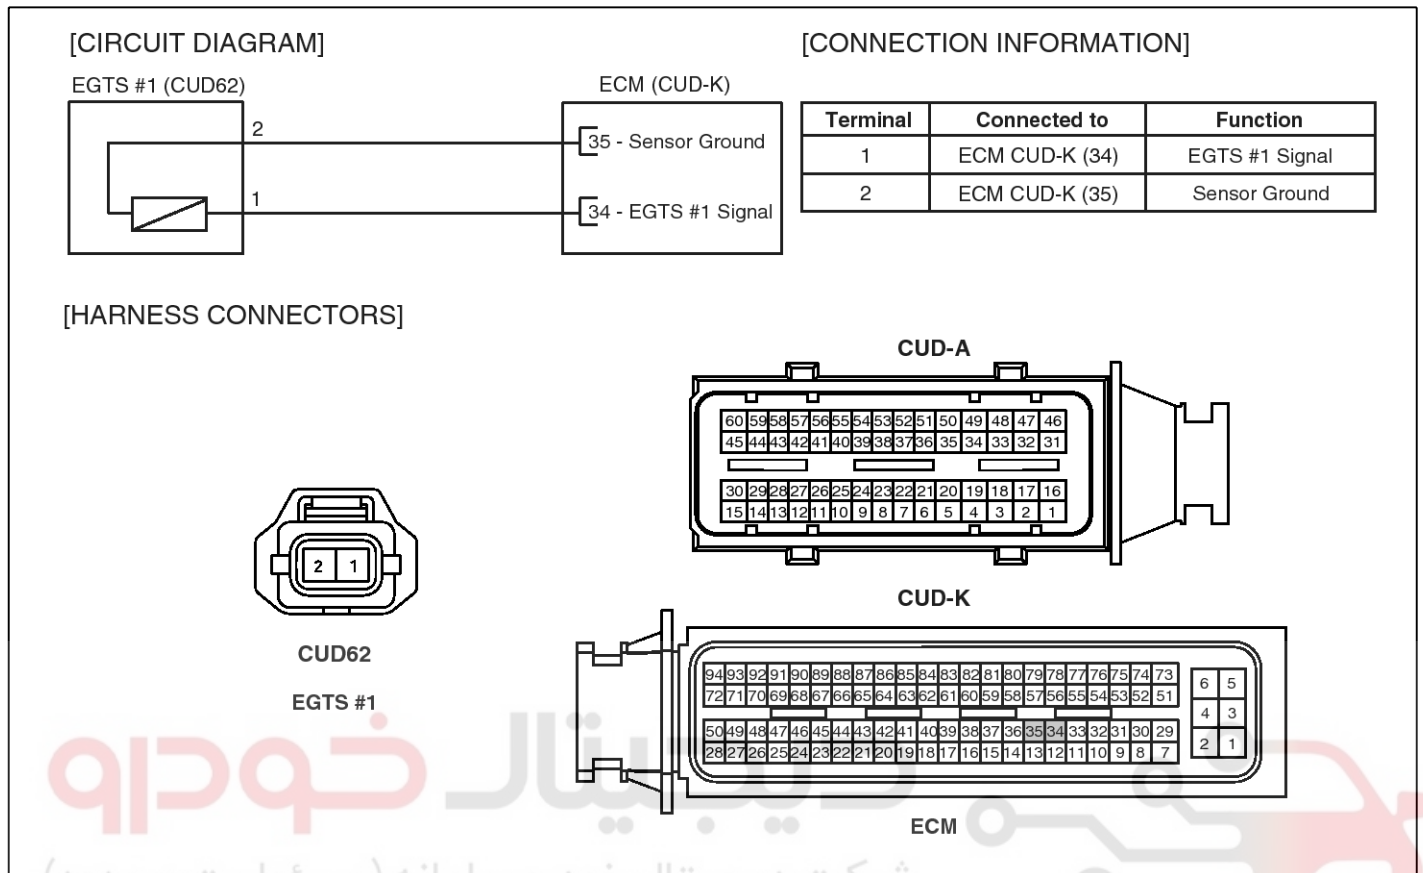 [CIRCUIT DIAGRAM]
EGTS #1 (CUD62)
ECM (CUD-K)
2
35 - Sensor Ground
1
34 - EGTS #1 Signal
[CONNECTION INFORMATION]
Terminal Connected to Function
1 ECM CUD-K (34) EGTS #1 Signal
2 ECM CUD-K (35) Sensor Ground
[HARNESS CONNECTORS]
CUD-A
60 59 58 57 56 55 54 53 52 51 50 49 48 47 46
45 44 43 42 41 40 39 38 37 36 35 34 33 32 31
30 29 28 27 26 25 24 23 22 21 20 19 18 17 16
15 14 13 12 11 10 9 8 7 6 5 4 3 2 1
2 1
CUD62
EGTS #1
CUD-K
94 93 92 91 90 89 88 87 86 85 84 83 82 81 80 79 78 77 76 75 74 73
72 71 70 69 68 67 66 65 64 63 62 61 60 59 58 57 56 55 54 53 52 51
50 49 48 47 46 45 44 43 42 41 40 39 38 37 36 35 34 33 32 31 30 29
28 27 26 25 24 23 22 21 20 19 18 17 16 15 14 13 12 11 10 9 8 7
6 5
4 3
2 1
ECM
دیجیتال خودرو